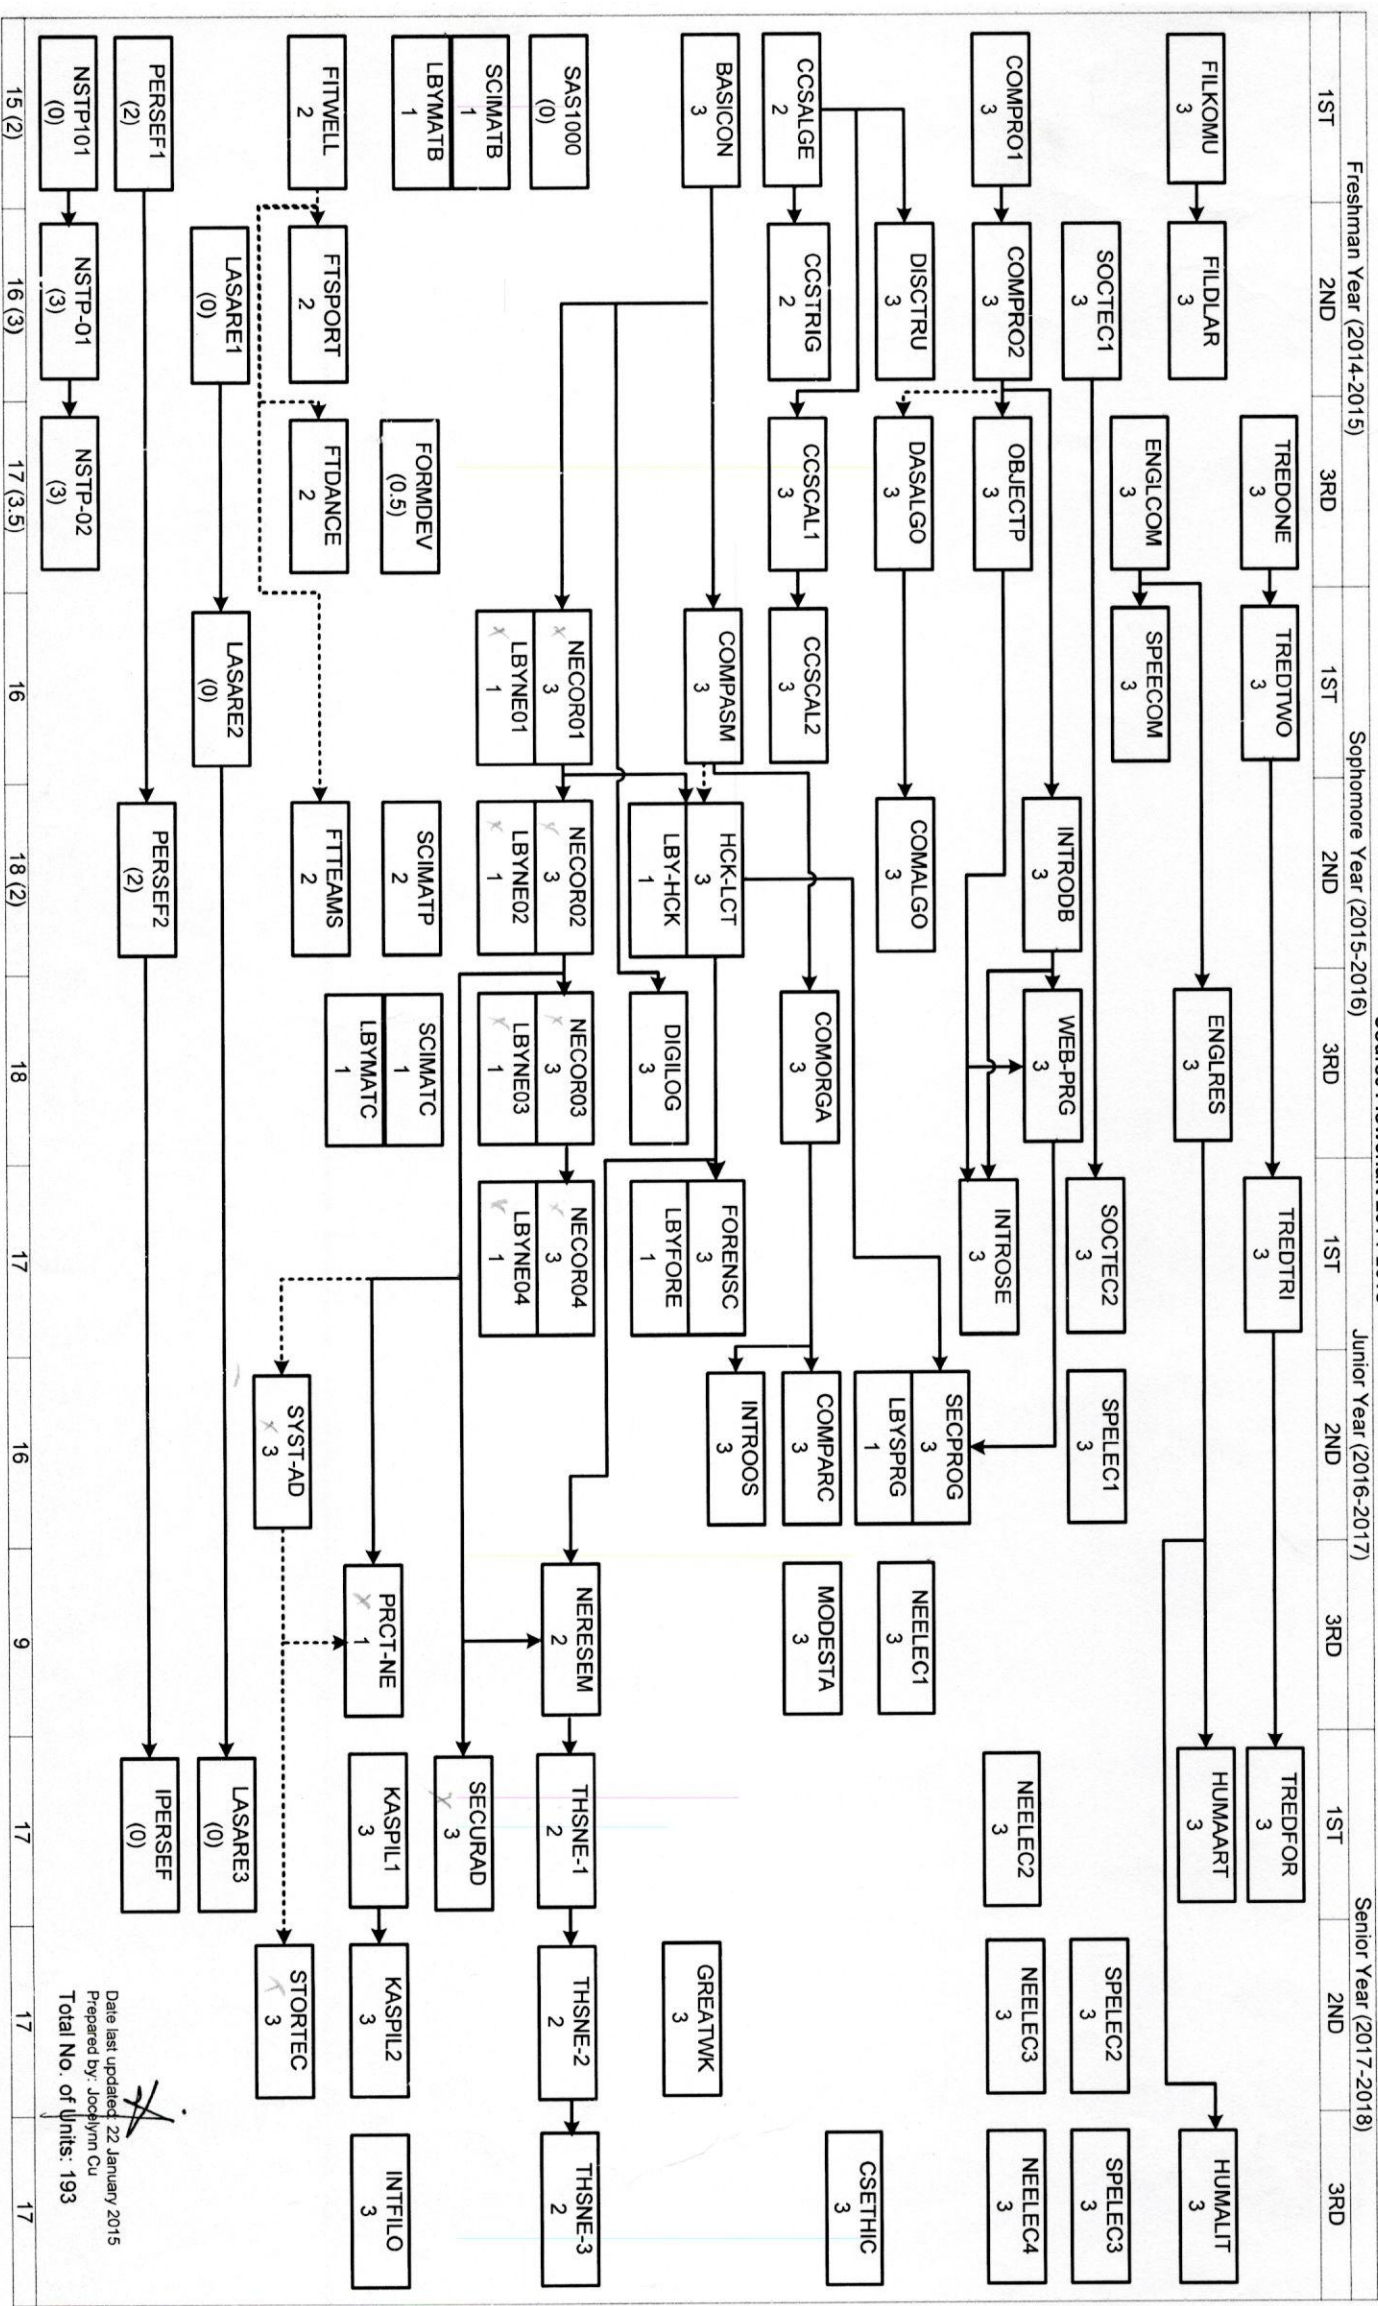 Freshman Year (2014-2015)
Sophomore Year (2015-2016)
Junior Year (2016-2017)
Senior Year (2017-2018)
1ST
2ND
3RD
1ST
2ND
3RD
1ST
2ND
3RD
1ST
2ND
3RD
TREDONE
3
TREDTWO
3
TREDTRI
3
TREDFOR
3
FILKOMU
3
FILDLAR
3
ENGLRES
3
HUMAART
3
HUMALIT
3
ENGLCOM
3
SPEECOM
3
SOCTEC1
3
SOCTEC2
3
SPELEC1
3
SPELEC2
3
SPELEC3
3
COMPRO1
3
COMPRO2
3
OBJECTP
3
INTRODB
3
WEB-PRG
3
INTROSE
3
NEELEC2
3
NEELEC3
3
NEELEC4
3
DISCTRU
3
DASALGO
3
COMALGO
3
SECPROG
3
LBYSPRG
1
NEELEC1
3
CSETHIC
3
CCSALGE
2
CCSTRIG
2
CCSCAL1
3
CCSCAL2
3
COMORGA
3
COMPARC
3
MODESTA
3
BASICON
3
COMPASM
3
HCK-LCT
3
LBY-HCK
1
DIGILOG
3
FORENSC
3
LBYFORE
1
INTROOS
3
GREATWK
3
SAS1000
(0)
NECOR01
3
LBYNE01
1
NECOR02
3
LBYNE02
1
NECOR03
3
LBYNE03
1
NECOR04
3
LBYNE04
1
NERESEM
2
THSNE-1
2
THSNE-2
2
THSNE-3
2
SCIMATB
1
LBYMATB
1
FORMDEV
(0.5)
SCIMATP
2
SCIMATC
1
LBYMATC
1
SECURAD
3
FITWELL
2
FTSPORT
2
FTDANCE
2
FTTEAMS
2
PRCT-NE
1
KASPIL1
3
KASPIL2
3
INTFILO
3
SYST-AD
3
STORTEC
3
LASARE1
(0)
LASARE2
(0)
LASARE3
(0)
PERSEF1
(2)
PERSEF2
(2)
IPERSEF
(0)
NSTP101
(0)
NSTP-01
(3)
NSTP-02
(3)
Date last updated: 22 January 2015
Prepared by: Jocelynn Cu
Total No. of Units: 193
15 (2)
16 (3)
17 (3.5)
16
18 (2)
18
17
16
9
17
17
17